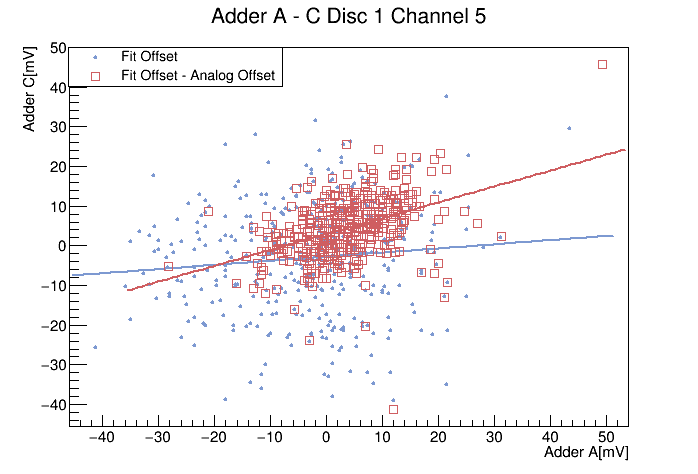 Adder A - C Disc 1 Channel 5
Adder C[mV]
Fit Offset
Fit Offset - Analog Offset
50
40
30
20
10
0
−10
−20
−30
−40
−40 −30 −20 −10 0 10 20 30 40 50
Adder A[mV]